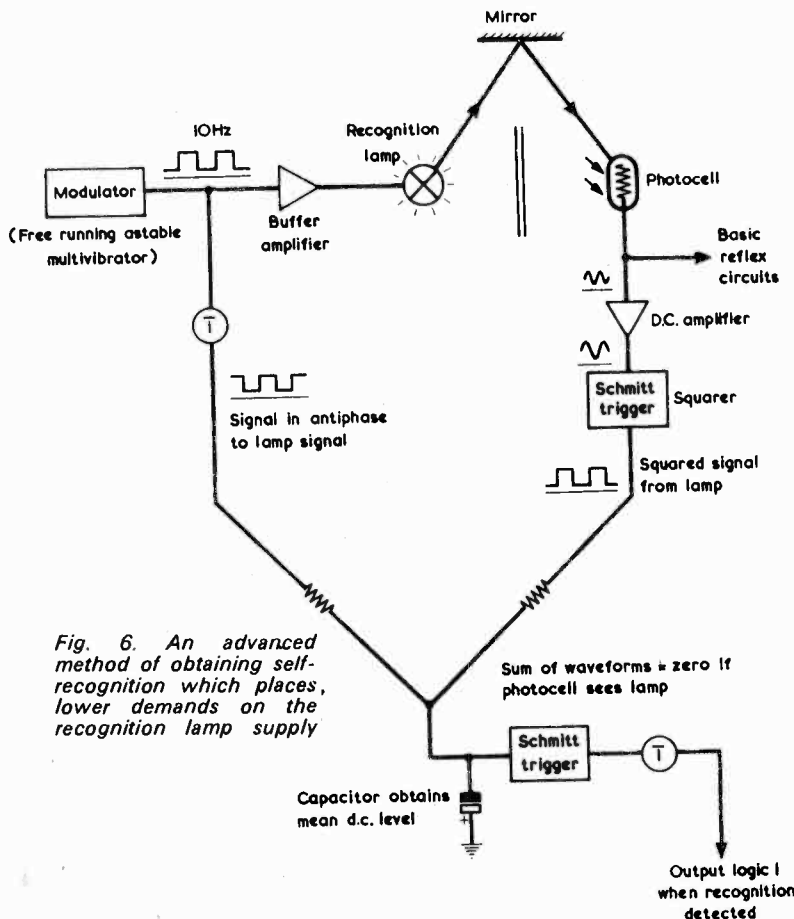 Mirror
10Hz
Recognition
lamp
Modulator
(Free running astable
multivibrator)
Buffer
amplifier
Photocell
Basic
reflex
circuits
D.C. amplifier
1̅
Signal in antiphase
to lamp signal
Schmitt
trigger
Squarer
Squared signal
from lamp
Fig. 6. An advanced
method of obtaining self-
recognition which places,
lower demands on the
recognition lamp supply
Sum of waveforms = zero if
photocell sees lamp
Schmitt
trigger
1̅
Capacitor obtains
mean d.c. level
+
Output logic 1
when recognition
detected